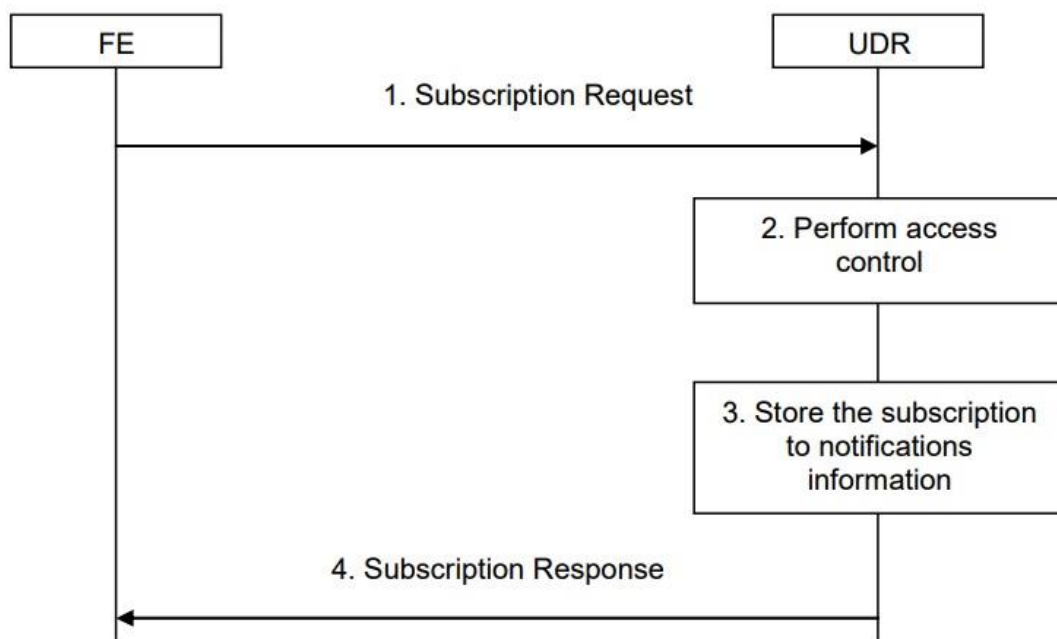 FE
UDR
1. Subscription Request
2. Perform access
control
3. Store the subscription
to notifications
information
4. Subscription Response